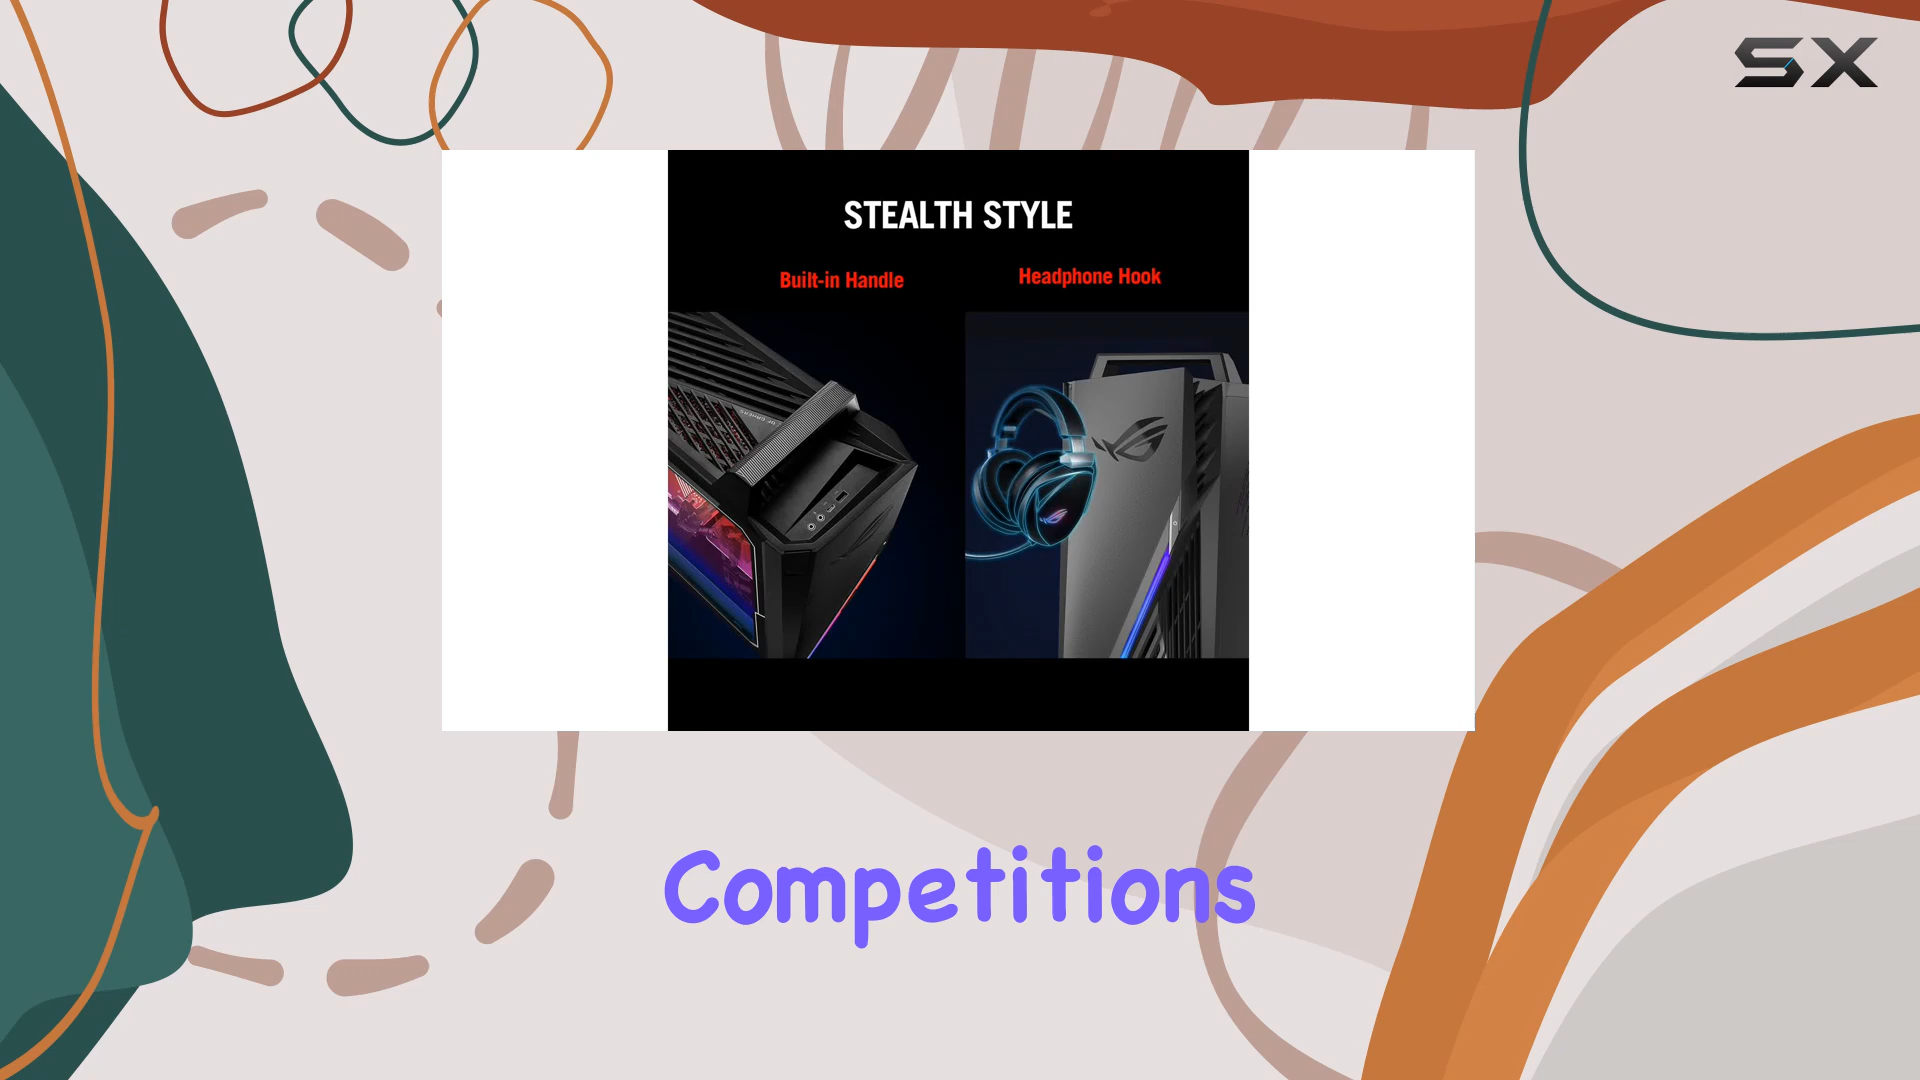 SX
STEALTH STYLE
Built-in Handle
Headphone Hook
Competitions